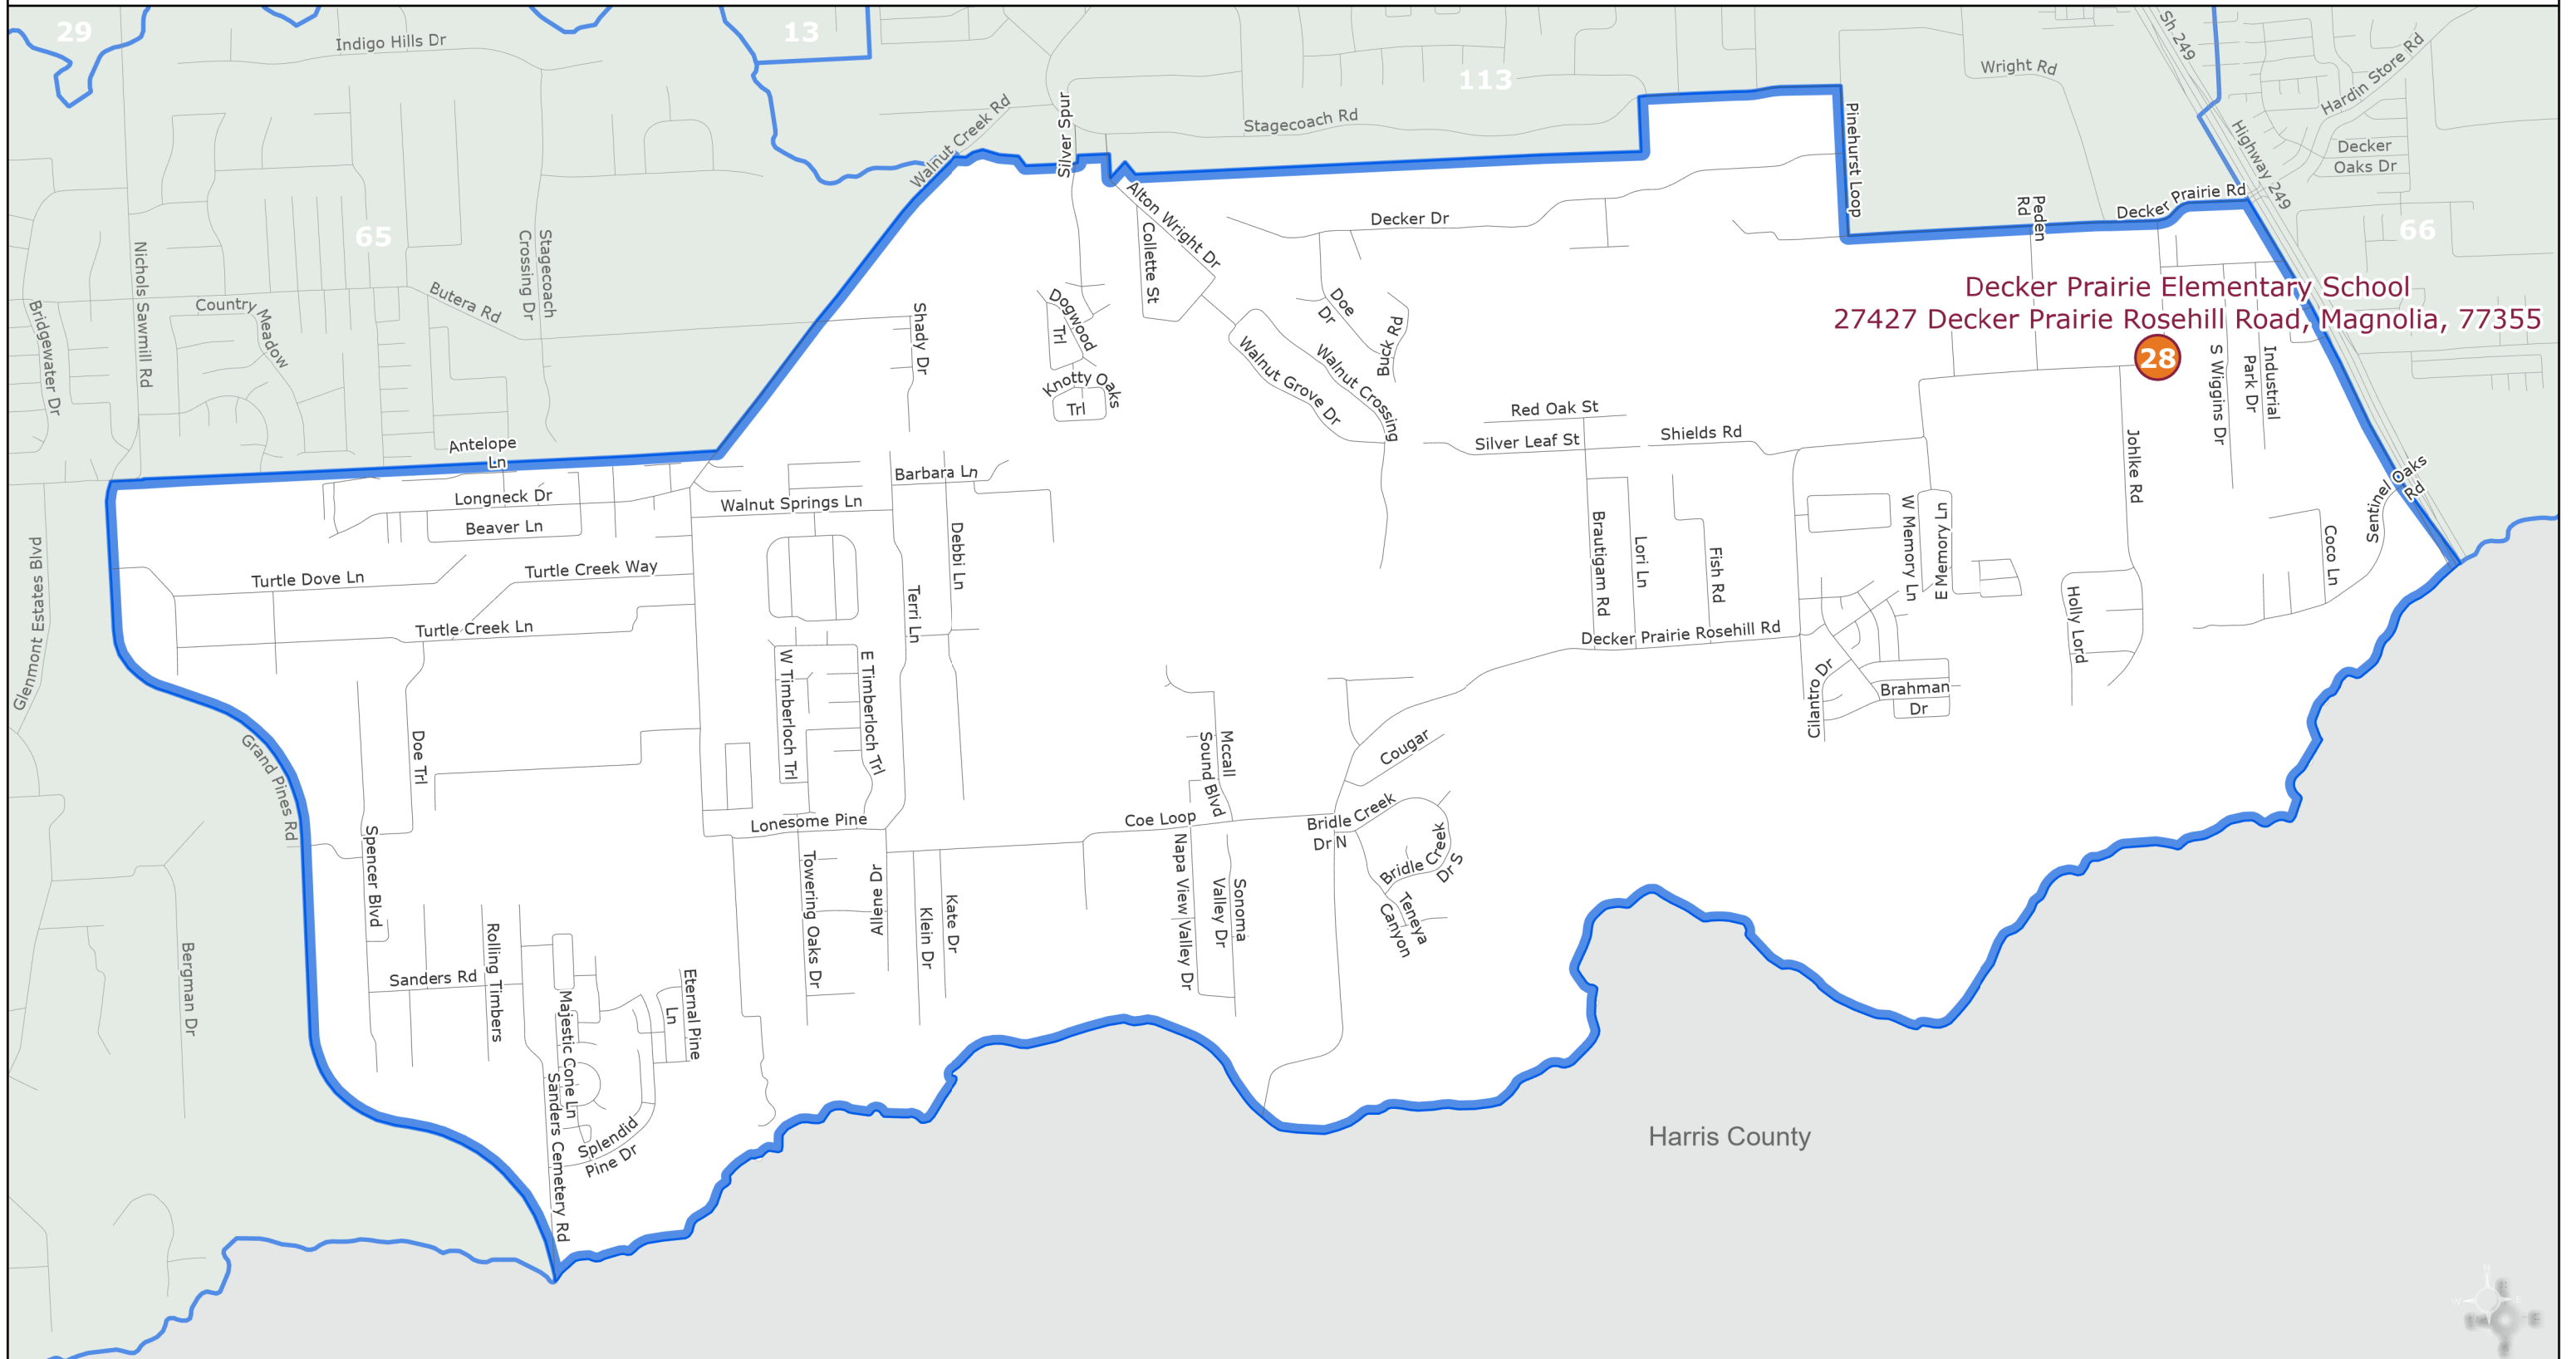 29
13
113
65
66
Indigo Hills Dr
Nichols Sawmill Rd
Bridgewater Dr
Country
Meadow
Butera Rd
Stagecoach
Crossing Dr
Walnut Creek Rd
Silver Spur
Stagecoach Rd
Pinehurst Loop
Wright Rd
Sh 249
Highway 249
Hardin Store Rd
Decker
Oaks Dr
Peden
Rd
Decker Prairie Rd
Alton Wright Dr
Collette St
Decker Dr
Doe
Dr
Buck Rd
Dogwood
Trl
Knotty Oaks
Trl
Shady Dr
Walnut Grove Dr
Walnut Crossing
Decker Prairie Elementary School
27427 Decker Prairie Rosehill Road, Magnolia, 77355
28
S Wiggins Dr
Industrial
Park Dr
Johlke Rd
Sentinel Oaks
Rd
Coco Ln
Red Oak St
Silver Leaf St
Shields Rd
Brautigam Rd
Lori Ln
Fish Rd
W Memory Ln
E Memory Ln
Holly Lord
Decker Prairie Rosehill Rd
Cilantro Dr
Brahman
Dr
Antelope
Ln
Longneck Dr
Beaver Ln
Turtle Dove Ln
Turtle Creek Way
Turtle Creek Ln
Walnut Springs Ln
Barbara Ln
Debbi Ln
Terri Ln
W Timberloch Trl
E Timberloch Trl
Glenmont Estates Blvd
Grand Pines Rd
Doe Trl
Spencer Blvd
Bergman Dr
Sanders Rd
Rolling Timbers
Majestic Cone Ln
Sanders Cemetery Rd
Splendid
Pine Dr
Eternal Pine
Ln
Lonesome Pine
Towering Oaks Dr
Allene Dr
Klein Dr
Kate Dr
Coe Loop
Mccall
Sound Blvd
Napa View Valley Dr
Sonoma
Valley Dr
Cougar
Bridle Creek
Dr N
Bridle Creek
Dr S
Teneya
Canyon
Harris County